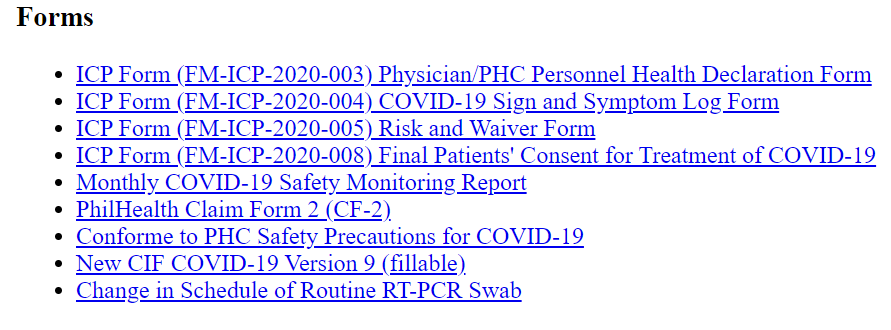 Forms
ICP Form (FM-ICP-2020-003) Physician/PHC Personnel Health Declaration Form
ICP Form (FM-ICP-2020-004) COVID-19 Sign and Symptom Log Form
ICP Form (FM-ICP-2020-005) Risk and Waiver Form
ICP Form (FM-ICP-2020-008) Final Patients' Consent for Treatment of COVID-19
Monthly COVID-19 Safety Monitoring Report
PhilHealth Claim Form 2 (CF-2)
Conforme to PHC Safety Precautions for COVID-19
New CIF COVID-19 Version 9 (fillable)
Change in Schedule of Routine RT-PCR Swab